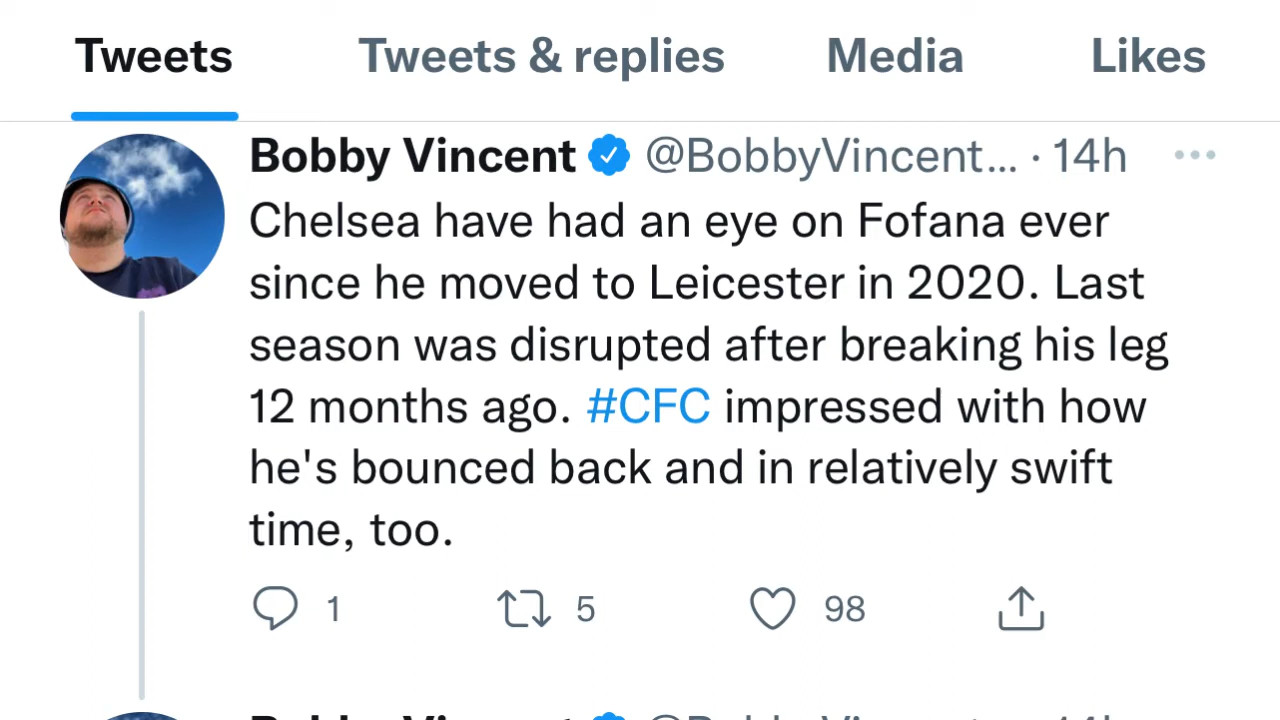 Tweets Tweets & replies Media Likes
Bobby Vincent @BobbyVincent... · 14h
Chelsea have had an eye on Fofana ever
since he moved to Leicester in 2020. Last
season was disrupted after breaking his leg
12 months ago. #CFC impressed with how
he's bounced back and in relatively swift
time, too.
1 5 98